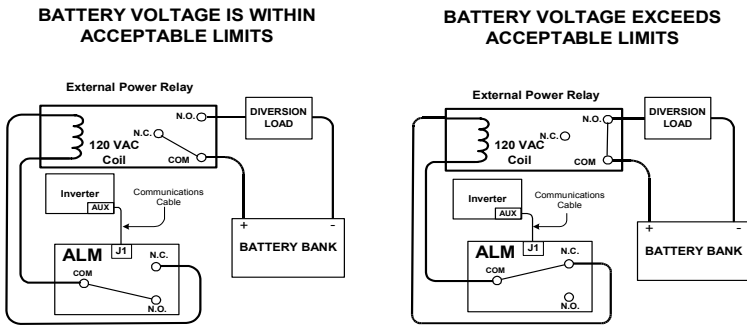 BATTERY VOLTAGE IS WITHIN
ACCEPTABLE LIMITS
External Power Relay
N.O.
DIVERSION
LOAD
N.C.
120 VAC
Coil
COM
Inverter
AUX
Communications
Cable
+ -
BATTERY BANK
ALM
J1
N.C.
COM
N.O.
BATTERY VOLTAGE EXCEEDS
ACCEPTABLE LIMITS
External Power Relay
N.O.
DIVERSION
LOAD
N.C.
120 VAC
Coil
COM
Inverter
AUX
Communications
Cable
+ -
BATTERY BANK
ALM
J1
N.C.
COM
N.O.